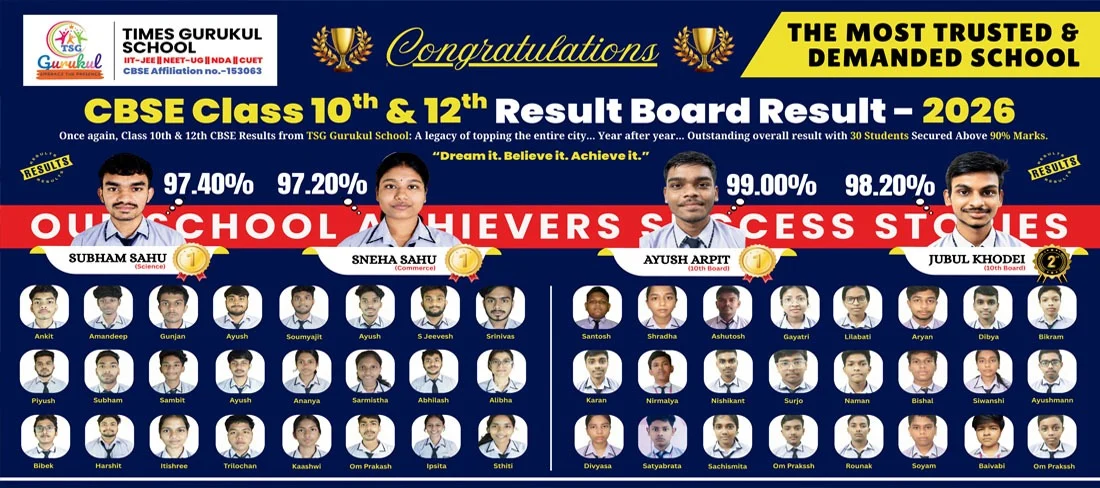 TSG
Gurukul
EMBRACE THE PRESENCE
TIMES GURUKUL
SCHOOL
IIT-JEE || NEET-UG || NDA || CUET
CBSE Affiliation no.-153063
Congratulations
THE MOST TRUSTED &
DEMANDED SCHOOL
CBSE Class 10th & 12th Result Board Result - 2026
Once again, Class 10th & 12th CBSE Results from TSG Gurukul School: A legacy of topping the entire city... Year after year... Outstanding overall result with 30 Students Secured Above 90% Marks.
"Dream it. Believe it. Achieve it."
RESULTS
97.40% 97.20% 99.00% 98.20%
RESULTS
OUR SCHOOL ACHIEVERS SUCCESS STORIES
SUBHAM SAHU
(Science)
1
SNEHA SAHU
(Commerce)
1
AYUSH ARPIT
(10th Board)
1
JUBUL KHODEI
(10th Board)
2
Ankit Amandeep Gunjan Ayush Soumyajit Ayush S Jeevesh Srinivas
Santosh Shradha Ashutosh Gayatri Lilabati Aryan Dibya Bikram
Piyush Subham Sambit Ayush Ananya Sarmistha Abhilash Alibha
Karan Nirmalya Nishikant Surjo Naman Bishal Siwanshi Ayushmann
Bibek Harshit Itishree Trilochan Kaashwi Om Prakash Ipsita Sthiti
Divyasa Satyabrata Sachismita Om Prakssh Rounak Soyam Baivabi Om Prakssh